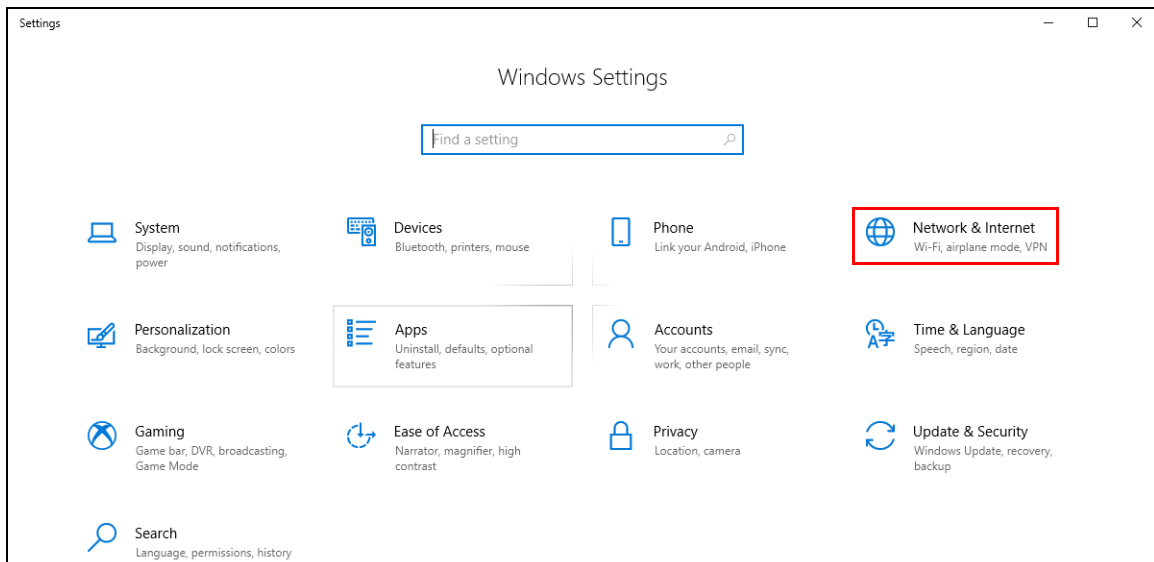 Settings
Windows Settings
Find a setting
System
Display, sound, notifications,
power
Devices
Bluetooth, printers, mouse
Phone
Link your Android, iPhone
Network & Internet
Wi-Fi, airplane mode, VPN
Personalization
Background, lock screen, colors
Apps
Uninstall, defaults, optional
features
Accounts
Your accounts, email, sync,
work, other people
Time & Language
Speech, region, date
Gaming
Game bar, DVR, broadcasting,
Game Mode
Ease of Access
Narrator, magnifier, high
contrast
Privacy
Location, camera
Update & Security
Windows Update, recovery,
backup
Search
Language, permissions, history